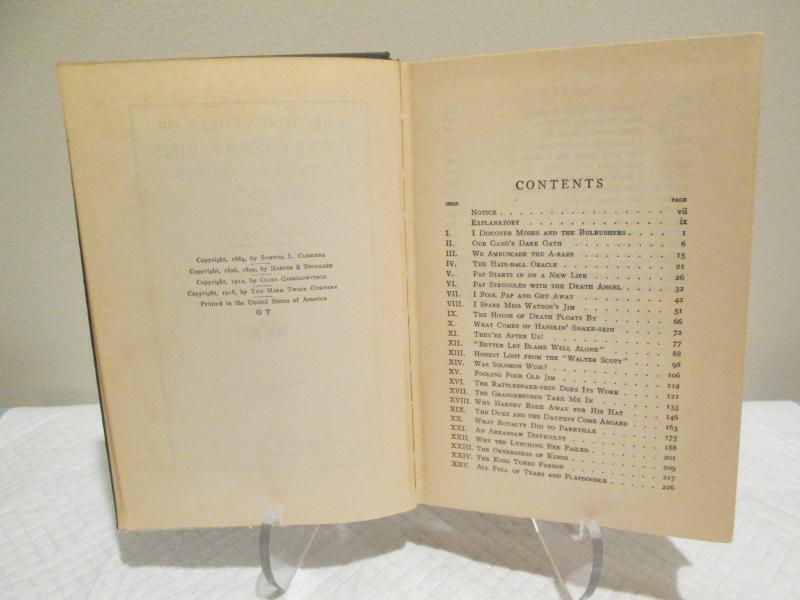 Copyright, 1884, by Samuel L. Clemens
Copyright, 1896, 1899, by Harper & Brothers
Copyright, 1912, by Clara Gabrilowitsch
Copyright, 1918, by The Mark Twain Company
Printed in the United States of America
G Y
CONTENTS
CHAP. PAGE
Notice . . . vii
Explanatory . . . ix
I. I Discover Moses and the Bulrushers . . . 1
II. Our Gang's Dark Oath . . . 6
III. We Ambuscade the A-rabs . . . 15
IV. The Hair-ball Oracle . . . 21
V. Pap Starts in on a New Life . . . 26
VI. Pap Struggles with the Death Angel . . . 32
VII. I Fool Pap and Get Away . . . 42
VIII. I Spare Miss Watson's Jim . . . 51
IX. The House of Death Floats By . . . 66
X. What Comes of Handlin' Snake-skin . . . 72
XI. They're After Us! . . . 77
XII. "Better Let Blame Well Alone" . . . 88
XIII. Honest Loot from the "Walter Scott" . . . 98
XIV. Was Solomon Wise? . . . 106
XV. Fooling Poor Old Jim . . . 112
XVI. The Rattlesnake-skin Does Its Work . . . 121
XVII. The Grangerfords Take Me In . . . 133
XVIII. Why Harney Rode Away for His Hat . . . 146
XIX. The Duke and the Dauphin Come Aboard . . . 163
XX. What Royalty Did to Parkville . . . 175
XXI. An Arkansaw Difficulty . . . 188
XXII. Why the Lynching Bee Failed . . . 201
XXIII. The Orneriness of Kings . . . 209
XXIV. The King Turns Parson . . . 217
XXV. All Full of Tears and Flapdoodle . . . 226